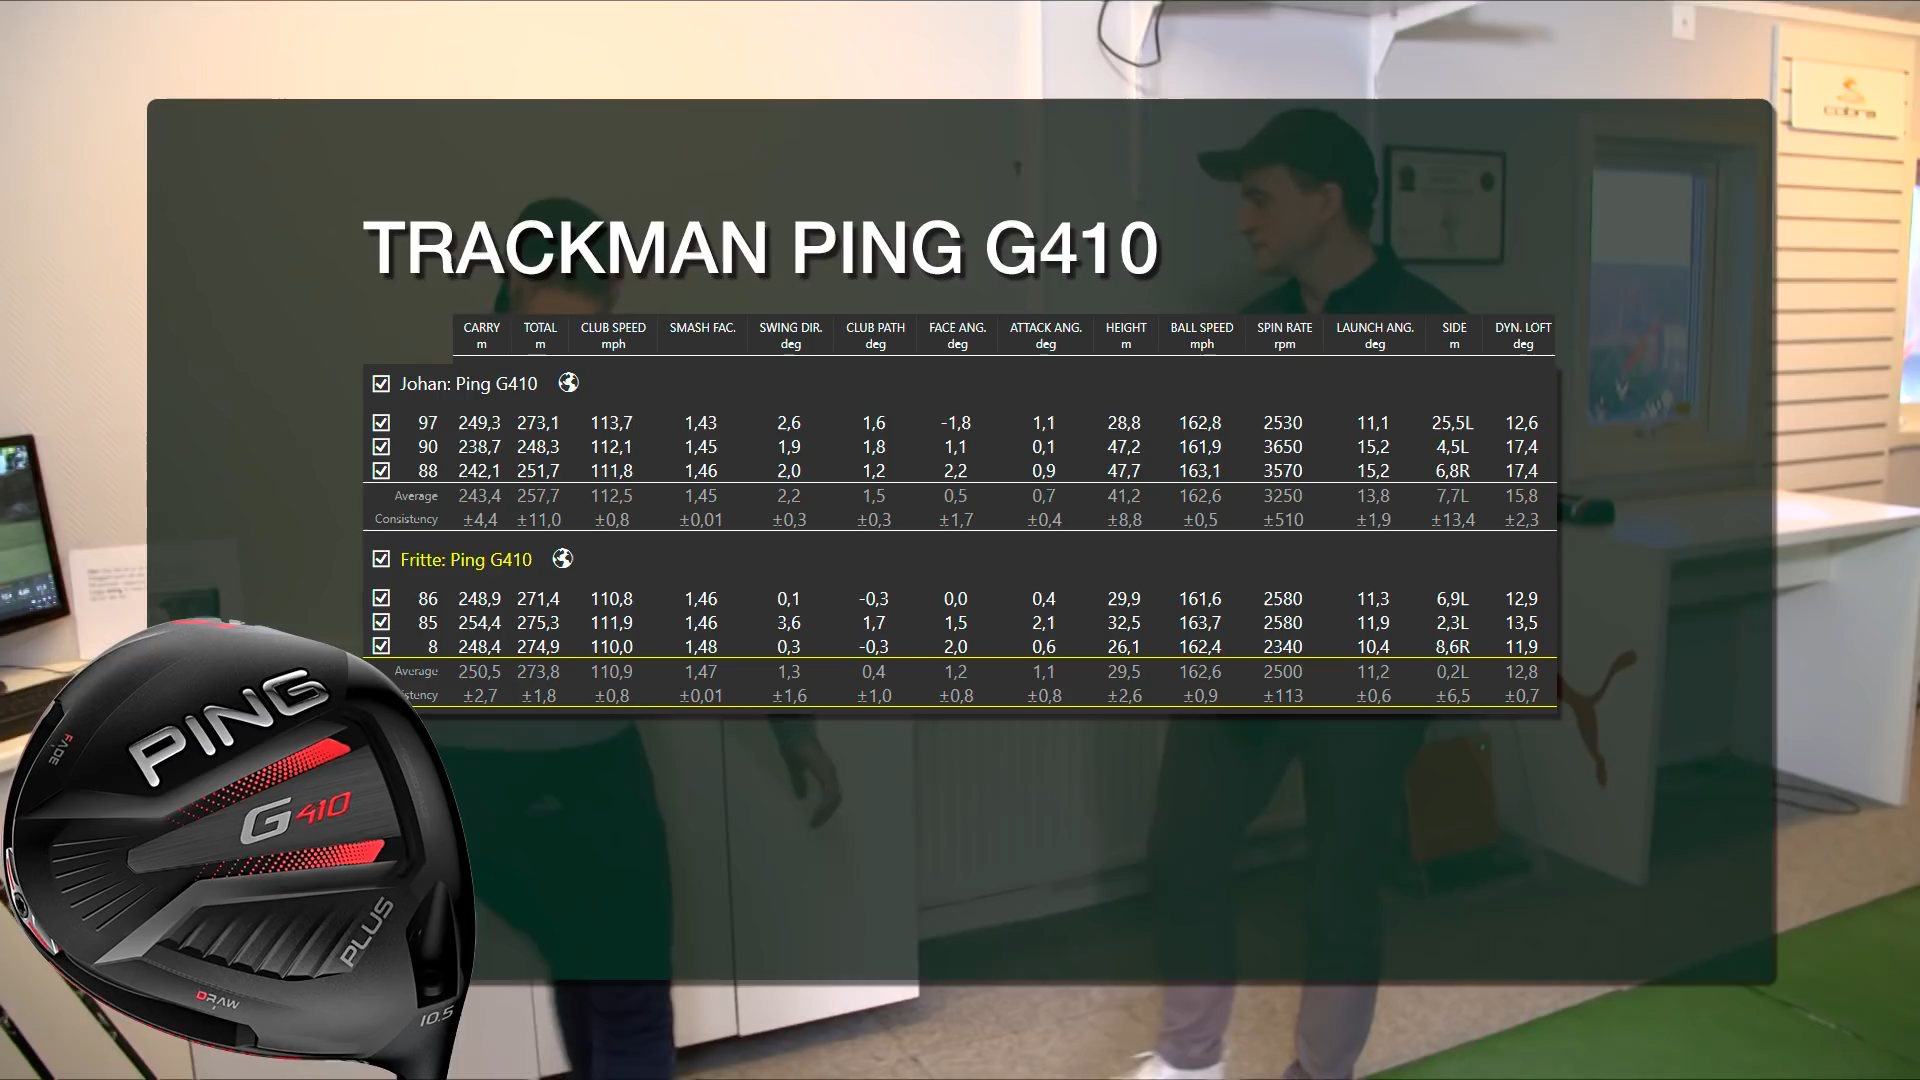 cobra
TRACKMAN PING G410
CARRY TOTAL CLUB SPEED SMASH FAC. SWING DIR. CLUB PATH FACE ANG. ATTACK ANG. HEIGHT BALL SPEED SPIN RATE LAUNCH ANG. SIDE DYN. LOFT
m m mph deg deg deg deg m mph rpm deg m deg
Johan: Ping G410
97 249,3 273,1 113,7 1,43 2,6 1,6 -1,8 1,1 28,8 162,8 2530 11,1 25,5L 12,6
90 238,7 248,3 112,1 1,45 1,9 1,8 1,1 0,1 47,2 161,9 3650 15,2 4,5L 17,4
88 242,1 251,7 111,8 1,46 2,0 1,2 2,2 0,9 47,7 163,1 3570 15,2 6,8R 17,4
Average 243,4 257,7 112,5 1,45 2,2 1,5 0,5 0,7 41,2 162,6 3250 13,8 7,7L 15,8
Consistency ±4,4 ±11,0 ±0,8 ±0,01 ±0,3 ±0,3 ±1,7 ±0,4 ±8,8 ±0,5 ±510 ±1,9 ±13,4 ±2,3
Fritte: Ping G410
86 248,9 271,4 110,8 1,46 0,1 -0,3 0,0 0,4 29,9 161,6 2580 11,3 6,9L 12,9
85 254,4 275,3 111,9 1,46 3,6 1,7 1,5 2,1 32,5 163,7 2580 11,9 2,3L 13,5
8 248,4 274,9 110,0 1,48 0,3 -0,3 2,0 0,6 26,1 162,4 2340 10,4 8,6R 11,9
Average 250,5 273,8 110,9 1,47 1,3 0,4 1,2 1,1 29,5 162,6 2500 11,2 0,2L 12,8
istency ±2,7 ±1,8 ±0,8 ±0,01 ±1,6 ±1,0 ±0,8 ±0,8 ±2,6 ±0,9 ±113 ±0,6 ±6,5 ±0,7
PING
FADE
G410
PLUS
DRAW
10.5